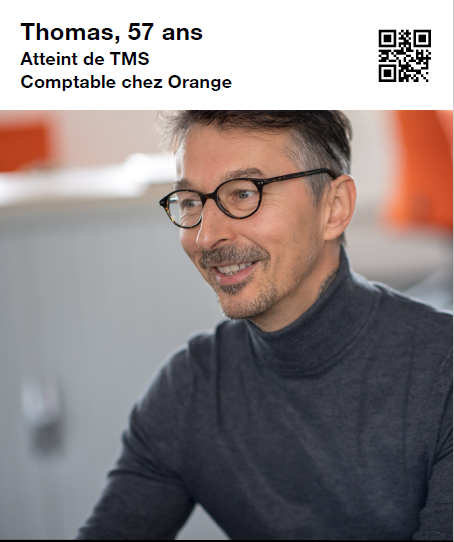 Thomas, 57 ans
Atteint de TMS
Comptable chez Orange